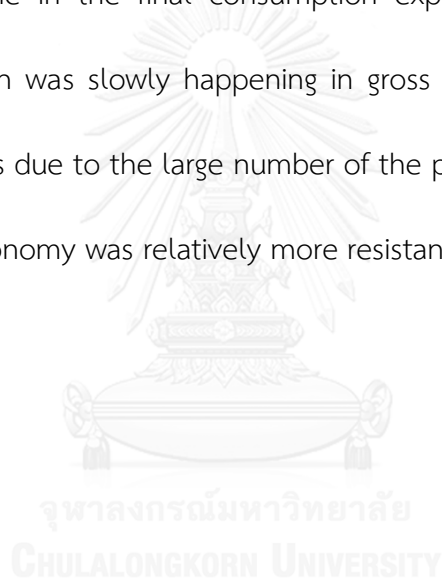 in the final consumption
was slowly happening in gross
due to the large number of the
was relatively more resistan
จุฬาลงกรณ์มหาวิทยาลัย
CHULALONGKORN UNIVERSITY